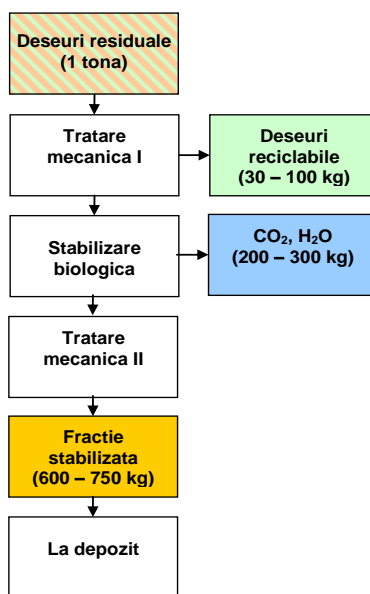 Deseuri residuale
(1 tona)
Tratare
mecanica I
Deseuri
reciclabile
(30 – 100 kg)
Stabilizare
biologica
CO₂, H₂O
(200 – 300 kg)
Tratare
mecanica II
Fractie
stabilizata
(600 – 750 kg)
La depozit